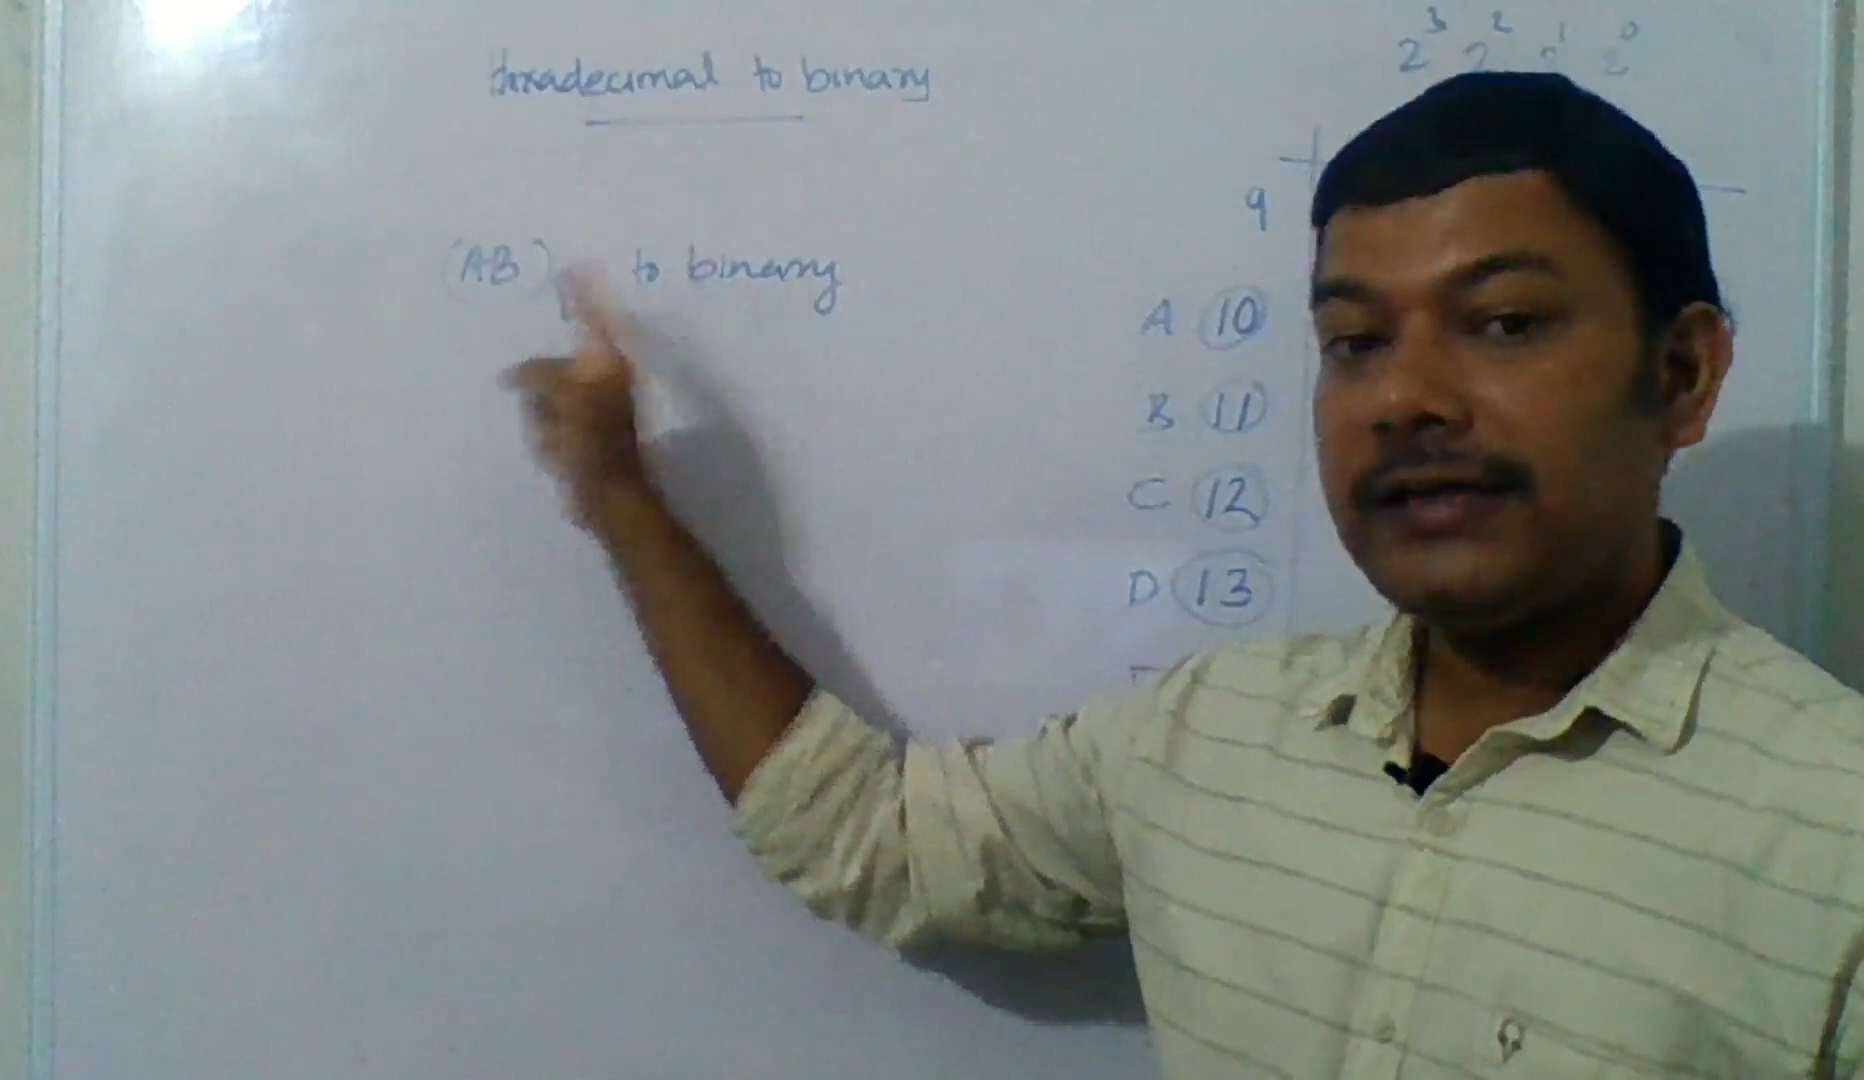 Hexadecimal to binary
2³ 2² 2¹ 2⁰
9
(AB) to binary
A 10
B 11
C 12
D 13